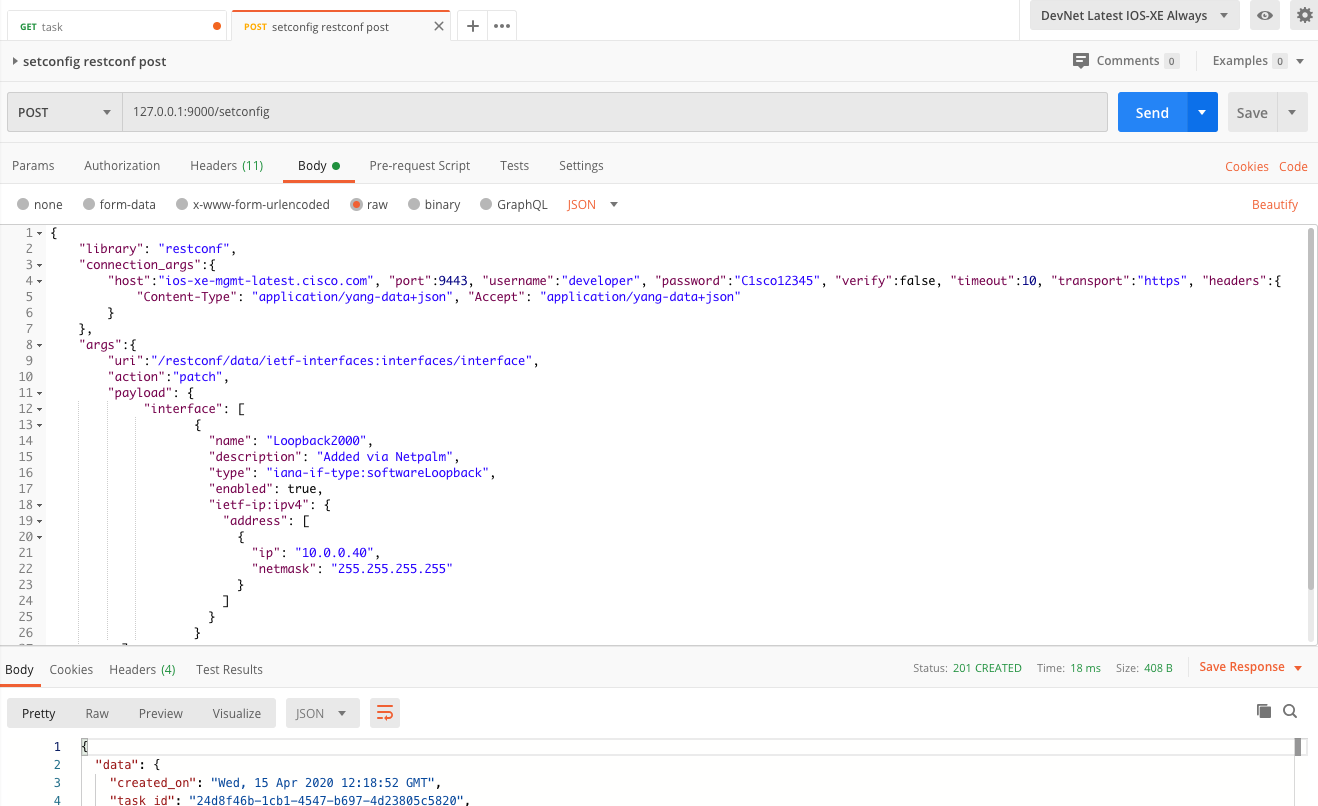 GET task
POST setconfig restconf post
DevNet Latest IOS-XE Always
setconfig restconf post
Comments 0
Examples 0
POST
127.0.0.1:9000/setconfig
Send
Save
Params Authorization Headers (11) Body Pre-request Script Tests Settings
Cookies Code
none form-data x-www-form-urlencoded raw binary GraphQL JSON
Beautify
1 {
2 "library": "restconf",
3 "connection_args":{
4 "host":"ios-xe-mgmt-latest.cisco.com", "port":9443, "username":"developer", "password":"C1sco12345", "verify":false, "timeout":10, "transport":"https", "headers":{
5 "Content-Type": "application/yang-data+json", "Accept": "application/yang-data+json"
6 }
7 },
8 "args":{
9 "uri":"/restconf/data/ietf-interfaces:interfaces/interface",
10 "action":"patch",
11 "payload": {
12 "interface": [
13 {
14 "name": "Loopback2000",
15 "description": "Added via Netpalm",
16 "type": "iana-if-type:softwareLoopback",
17 "enabled": true,
18 "ietf-ip:ipv4": {
19 "address": [
20 {
21 "ip": "10.0.0.40",
22 "netmask": "255.255.255.255"
23 }
24 ]
25 }
26 }
Body Cookies Headers (4) Test Results
Status: 201 CREATED Time: 18 ms Size: 408 B
Save Response
Pretty Raw Preview Visualize JSON
1 {
2 "data": {
3 "created_on": "Wed, 15 Apr 2020 12:18:52 GMT",
4 "task_id": "24d8f46b-1cb1-4547-b697-4d23805c5820",